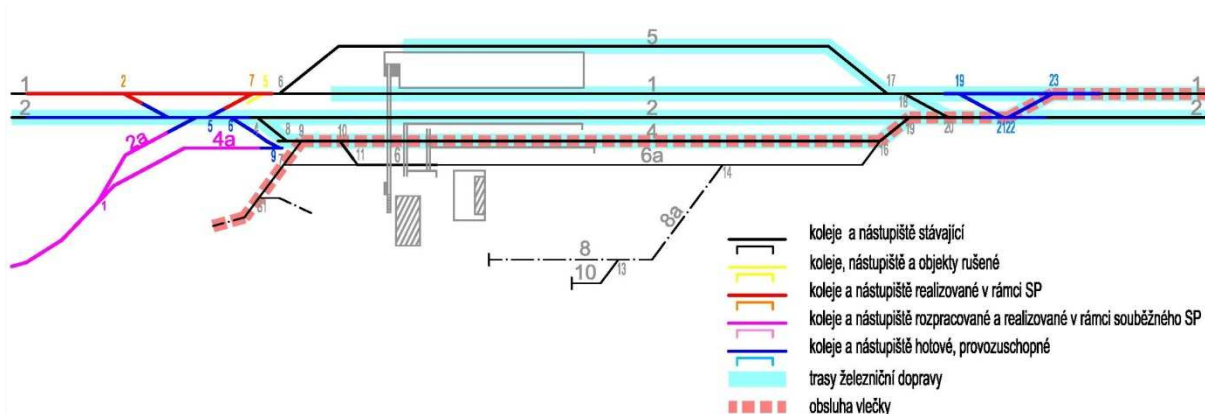 5
1 2 7 5 6 1 17 19 23 1
2 2 18 2
5 6 4 8 9 10 4 19 20 2122
2a 4a 9 7 11 6 6a 16
1 81 14
8a
8
10 13
koleje a nástupiště stávající
koleje, nástupiště a objekty rušené
koleje a nástupiště realizované v rámci SP
koleje a nástupiště rozpracované a realizované v rámci souběžného SP
koleje a nástupiště hotové, provozuschopné
trasy železniční dopravy
obsluha vlečky